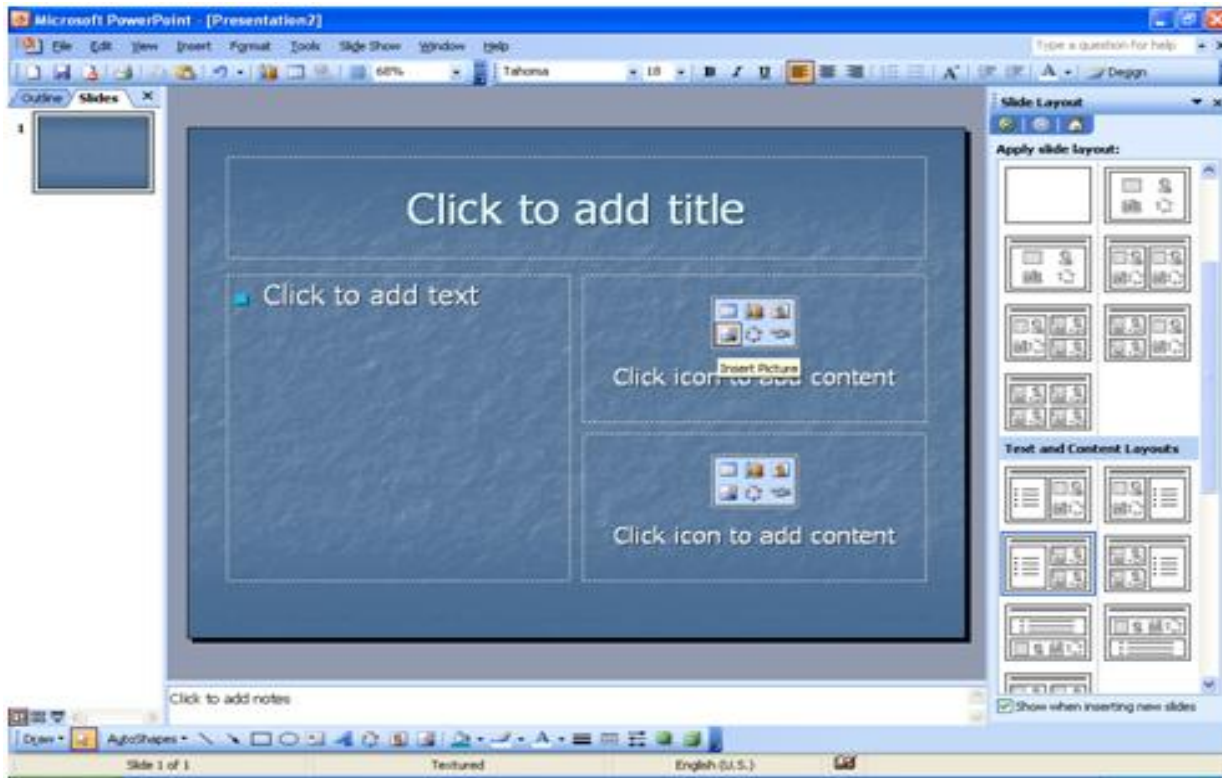 Microsoft PowerPoint - [Presentation2]
File Edit View Insert Format Tools Slide Show Window Help
Type a question for help
68% Tahoma 18 B I U A A Design
Outline Slides
Slide Layout
1
Apply slide layout:
Click to add title
Click to add text
Insert Picture
Click icon to add content
Text and Content Layouts
Click icon to add content
Click to add notes
Show when inserting new slides
Draw AutoShapes A
Slide 1 of 1 Textured English (U.S.)